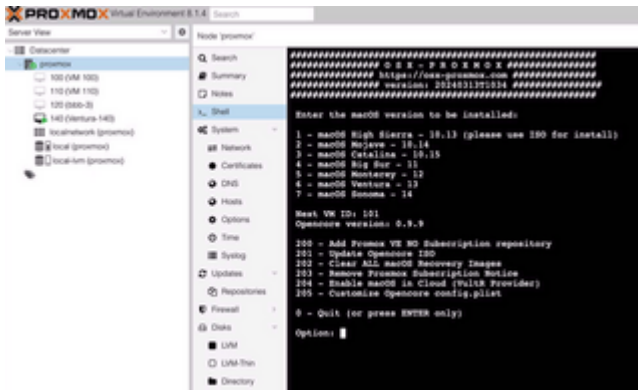 PROXMOX Virtual Environment 8.1.4 Search
Server View
Node 'proxmox'
Datacenter
proxmox
100 (VM 100)
110 (VM 110)
120 (bbb-3)
140 (Ventura-140)
localnetwork (proxmox)
local (proxmox)
local-lvm (proxmox)
Search
Summary
Notes
>_ Shell
System
Network
Certificates
DNS
Hosts
Options
Time
Syslog
Updates
Repositories
Firewall
Disks
LVM
LVM-Thin
Directory
O S X - P R O X M O X
https://osx-proxmox.com
Enter the macOS version to be installed:
1 - macOS High Sierra - 10.13 (please use ISO for install)
2 - macOS Mojave - 10.14
3 - macOS Catalina - 10.15
4 - macOS Big Sur - 11
5 - macOS Monterey - 12
6 - macOS Ventura - 13
7 - macOS Sonoma - 14
Next VM ID: 101
Opencore version: 0.9.9
200 - Add Promox VE NO Subscription repository
201 - Update Opencore ISO
202 - Clear ALL macOS Recovery Images
203 - Remove Proxmox Subscription Notice
204 - Enable macOS in Cloud (VultR Provider)
205 - Customize Opencore config.plist
0 - Quit (or press ENTER only)
Option: